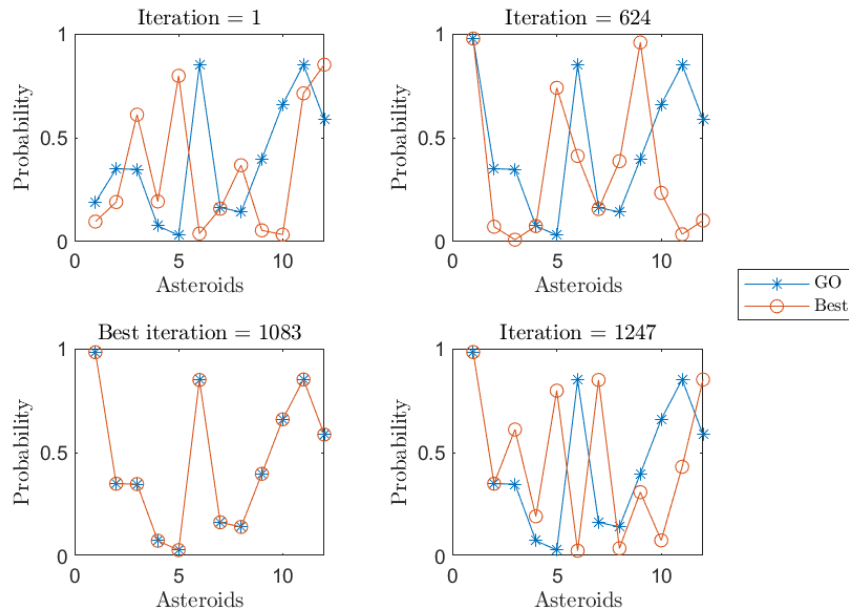 Iteration = 1
Probability
1
0.5
0
0
5
10
Asteroids
Iteration = 624
Probability
1
0.5
0
0
5
10
Asteroids
GO
Best
Best iteration = 1083
Probability
1
0.5
0
0
5
10
Asteroids
Iteration = 1247
Probability
1
0.5
0
0
5
10
Asteroids